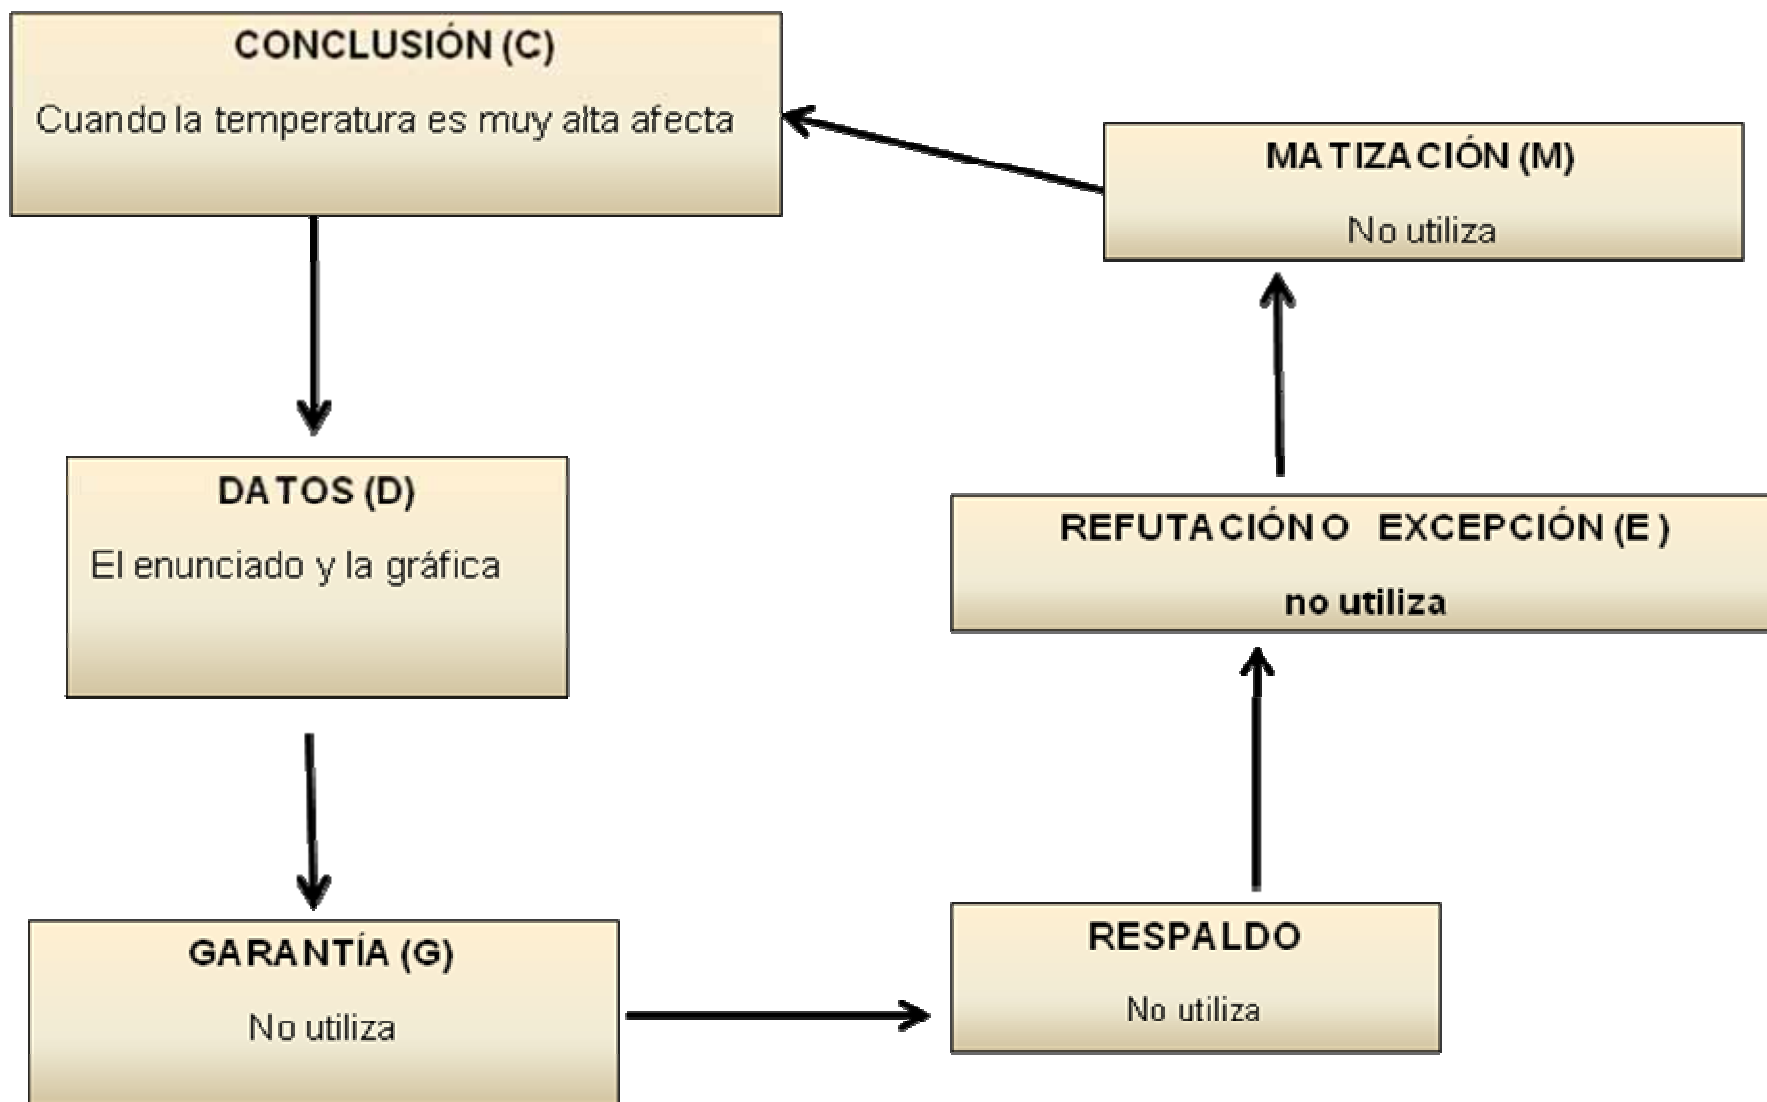 CONCLUSIÓN (C)
Cuando la temperatura es muy alta afecta
MATIZACIÓN (M)
No utiliza
DATOS (D)
El enunciado y la gráfica
REFUTACIÓN O EXCEPCIÓN (E )
no utiliza
GARANTÍA (G)
No utiliza
RESPALDO
No utiliza